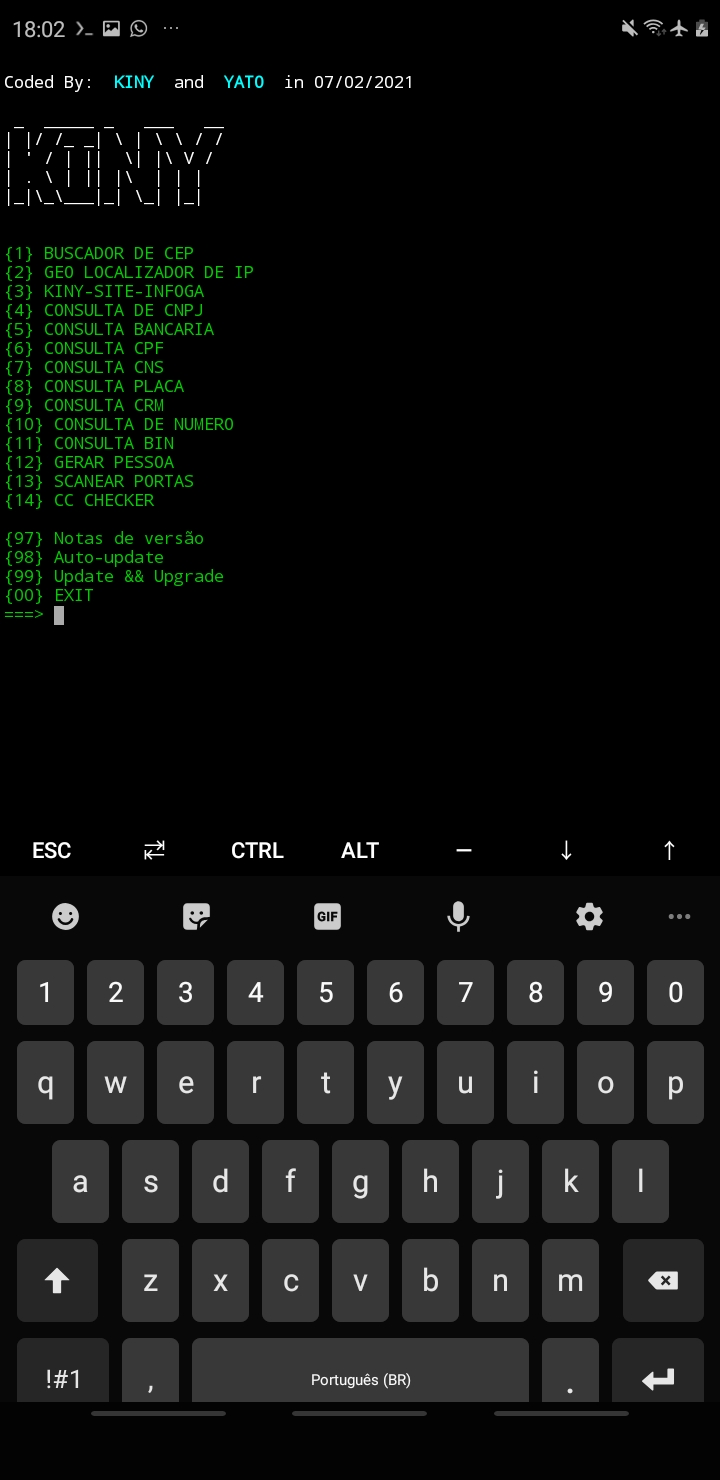 18:02
Coded By: KINY and YATO in 07/02/2021
KINY
{1} BUSCADOR DE CEP
{2} GEO LOCALIZADOR DE IP
{3} KINY-SITE-INFOGA
{4} CONSULTA DE CNPJ
{5} CONSULTA BANCARIA
{6} CONSULTA CPF
{7} CONSULTA CNS
{8} CONSULTA PLACA
{9} CONSULTA CRM
{10} CONSULTA DE NUMERO
{11} CONSULTA BIN
{12} GERAR PESSOA
{13} SCANEAR PORTAS
{14} CC CHECKER
{97} Notas de versão
{98} Auto-update
{99} Update && Upgrade
{00} EXIT
===>
ESC CTRL ALT — ↓ ↑
GIF
1 2 3 4 5 6 7 8 9 0
q w e r t y u i o p
a s d f g h j k l
z x c v b n m
!#1 , Português (BR) .